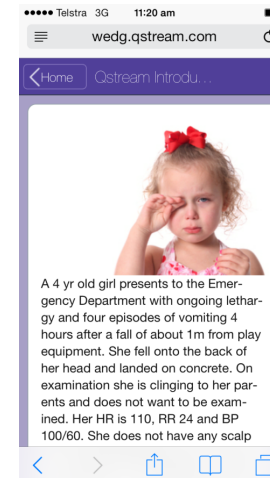 Telstra 3G 11:20 am
wedg.qstream.com
Home Qstream Introdu...
A 4 yr old girl presents to the Emer-
gency Department with ongoing lethar-
gy and four episodes of vomiting 4
hours after a fall of about 1m from play
equipment. She fell onto the back of
her head and landed on concrete. On
examination she is clinging to her par-
ents and does not want to be exam-
ined. Her HR is 110, RR 24 and BP
100/60. She does not have any scalp